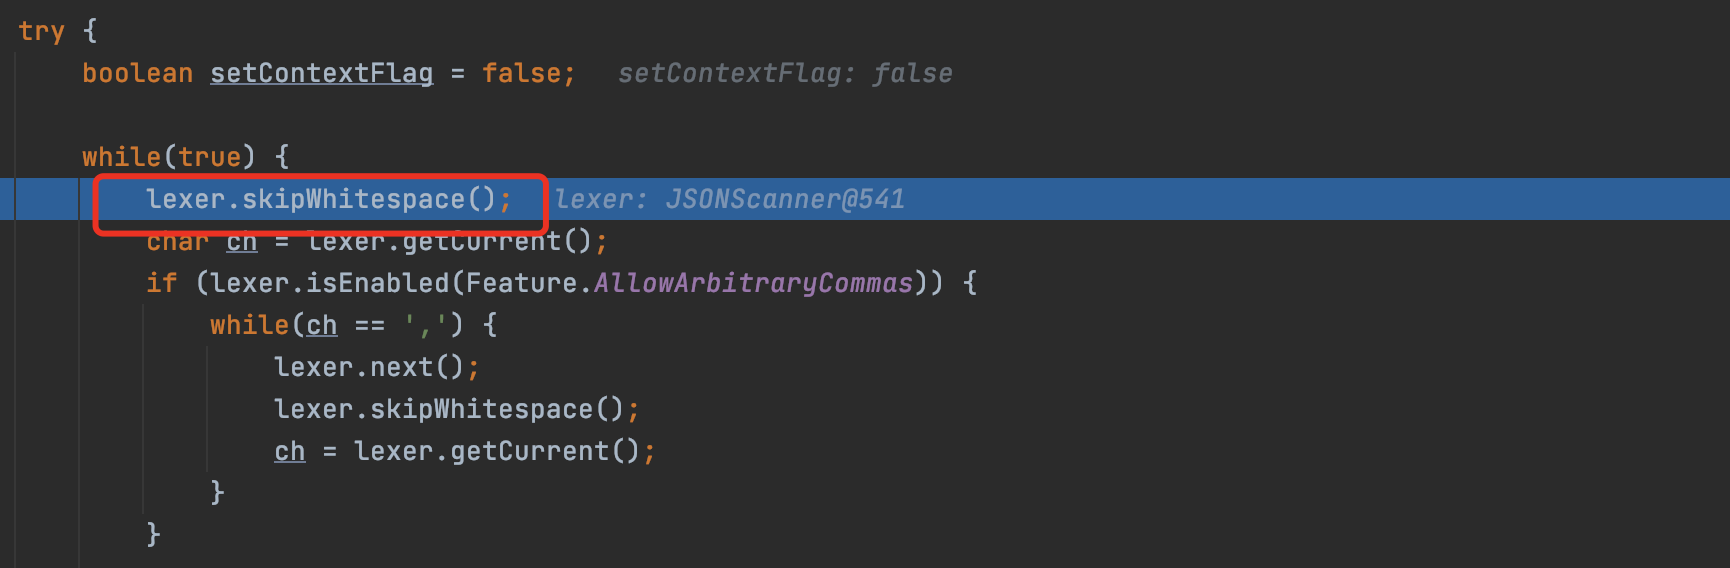 try {
boolean setContextFlag = false;   setContextFlag: false
while(true) {
lexer.skipWhitespace();   lexer: JSONScanner@541
char ch = lexer.getCurrent();
if (lexer.isEnabled(Feature.AllowArbitraryCommas)) {
while(ch == ',') {
lexer.next();
lexer.skipWhitespace();
ch = lexer.getCurrent();
}
}